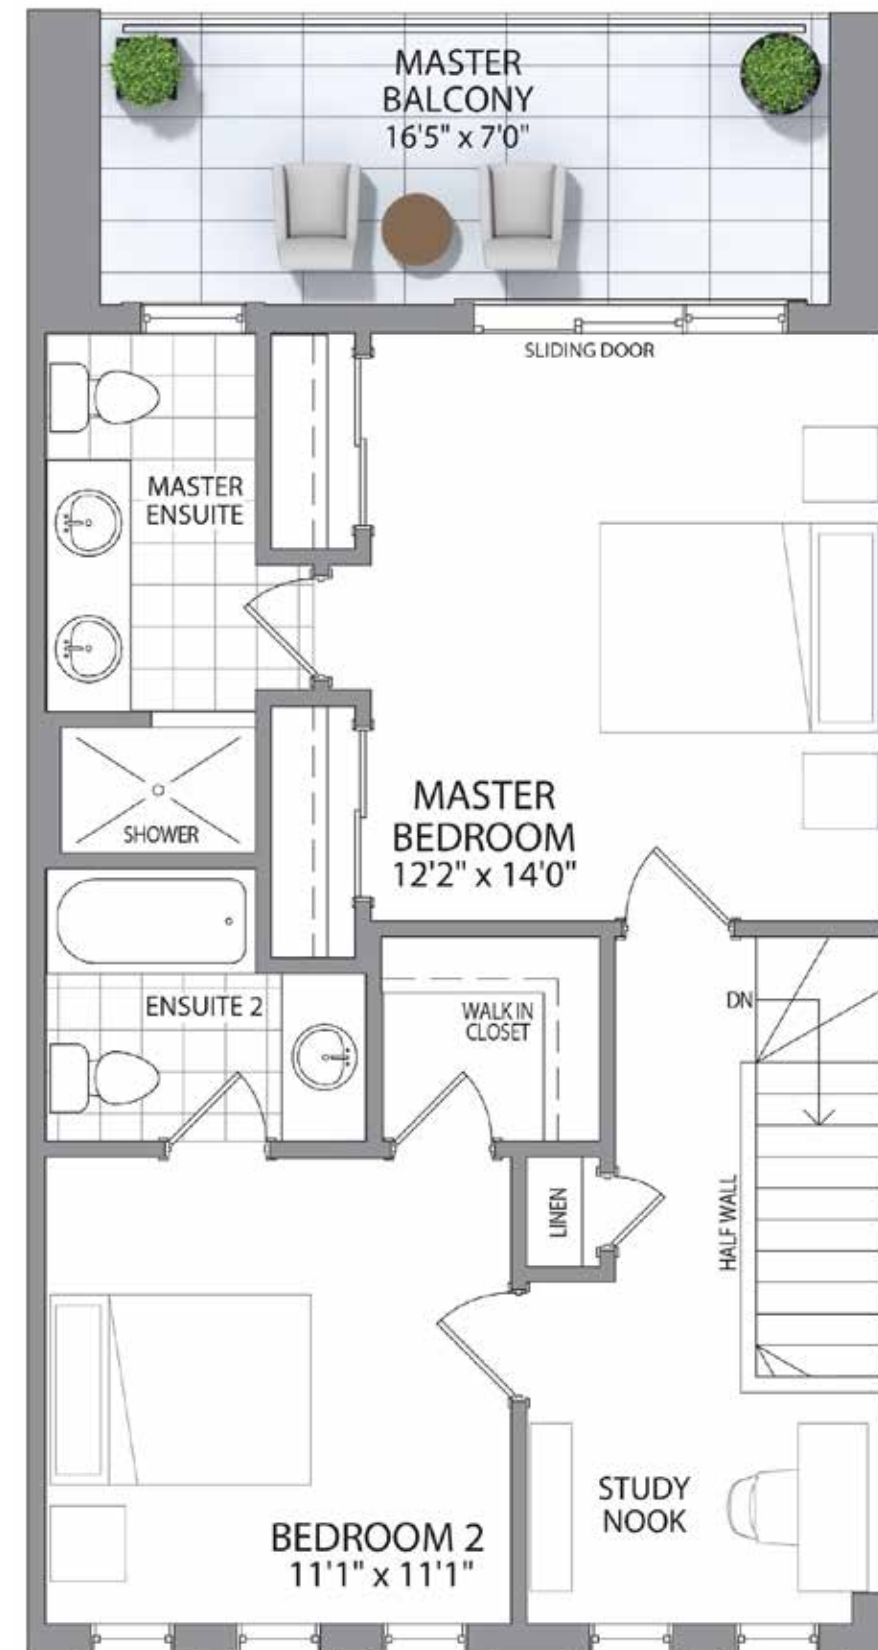 MASTER
BALCONY
16'5" x 7'0"
SLIDING DOOR
MASTER
ENSUITE
SHOWER
MASTER
BEDROOM
12'2" x 14'0"
ENSUITE 2
WALK IN
CLOSET
DN
LINEN
HALF WALL
STUDY
NOOK
BEDROOM 2
11'1" x 11'1"